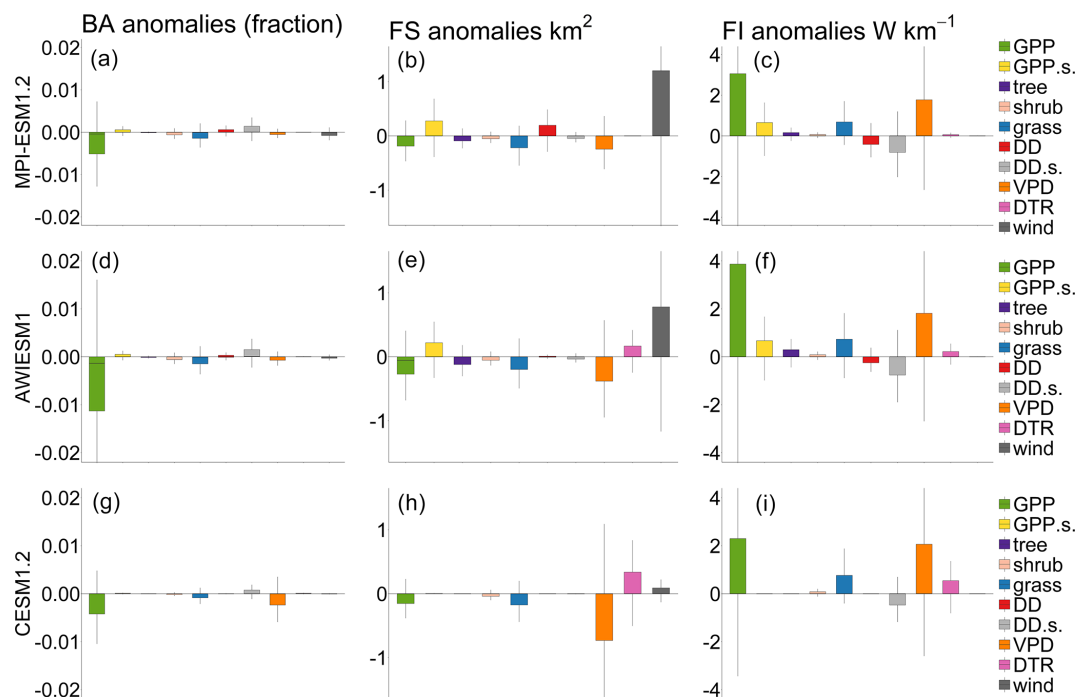 BA anomalies (fraction)
FS anomalies km²
FI anomalies W km⁻¹
MPI-ESM1.2
0.02
0.01
0.00
-0.01
-0.02
(a)
1
0
-1
(b)
4
2
0
-2
-4
(c)
GPP
GPP.s.
tree
shrub
grass
DD
DD.s.
VPD
DTR
wind
AWIESM1
0.02
0.01
0.00
-0.01
-0.02
(d)
1
0
-1
(e)
4
2
0
-2
-4
(f)
GPP
GPP.s.
tree
shrub
grass
DD
DD.s.
VPD
DTR
wind
CESM1.2
0.02
0.01
0.00
-0.01
-0.02
(g)
1
0
-1
(h)
4
2
0
-2
-4
(i)
GPP
GPP.s.
tree
shrub
grass
DD
DD.s.
VPD
DTR
wind